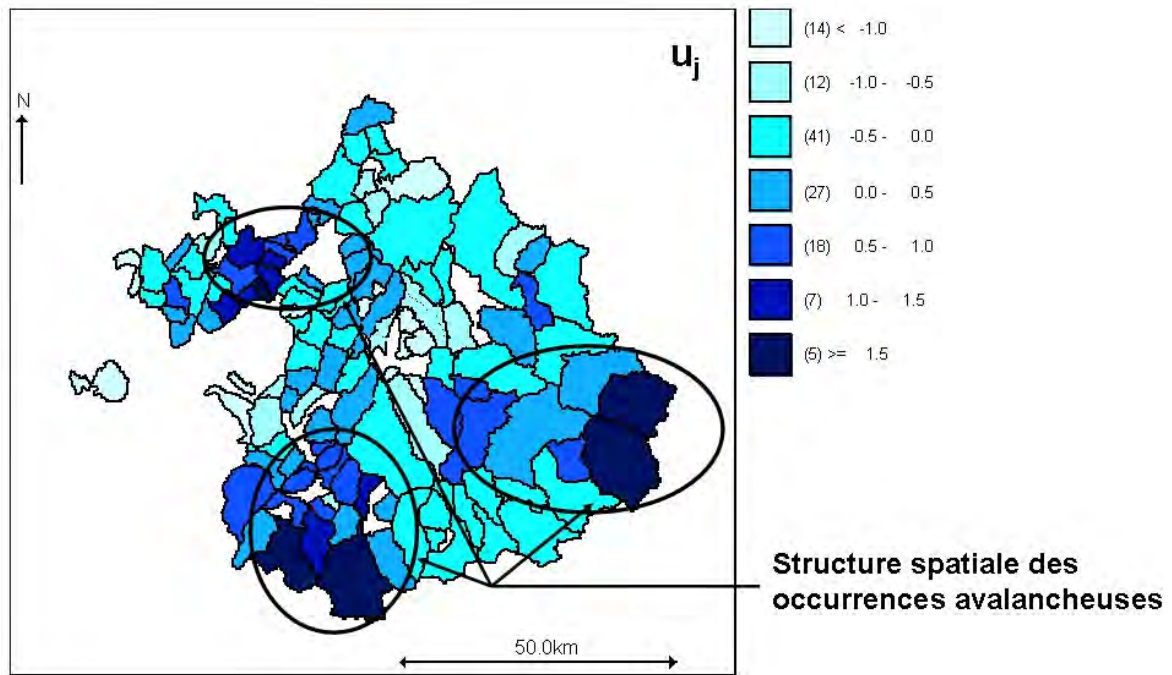 u_j
N
(14) < -1.0
(12) -1.0 - -0.5
(41) -0.5 - 0.0
(27) 0.0 - 0.5
(18) 0.5 - 1.0
(7) 1.0 - 1.5
(5) >= 1.5
Structure spatiale des
occurrences avalancheuses
50.0km